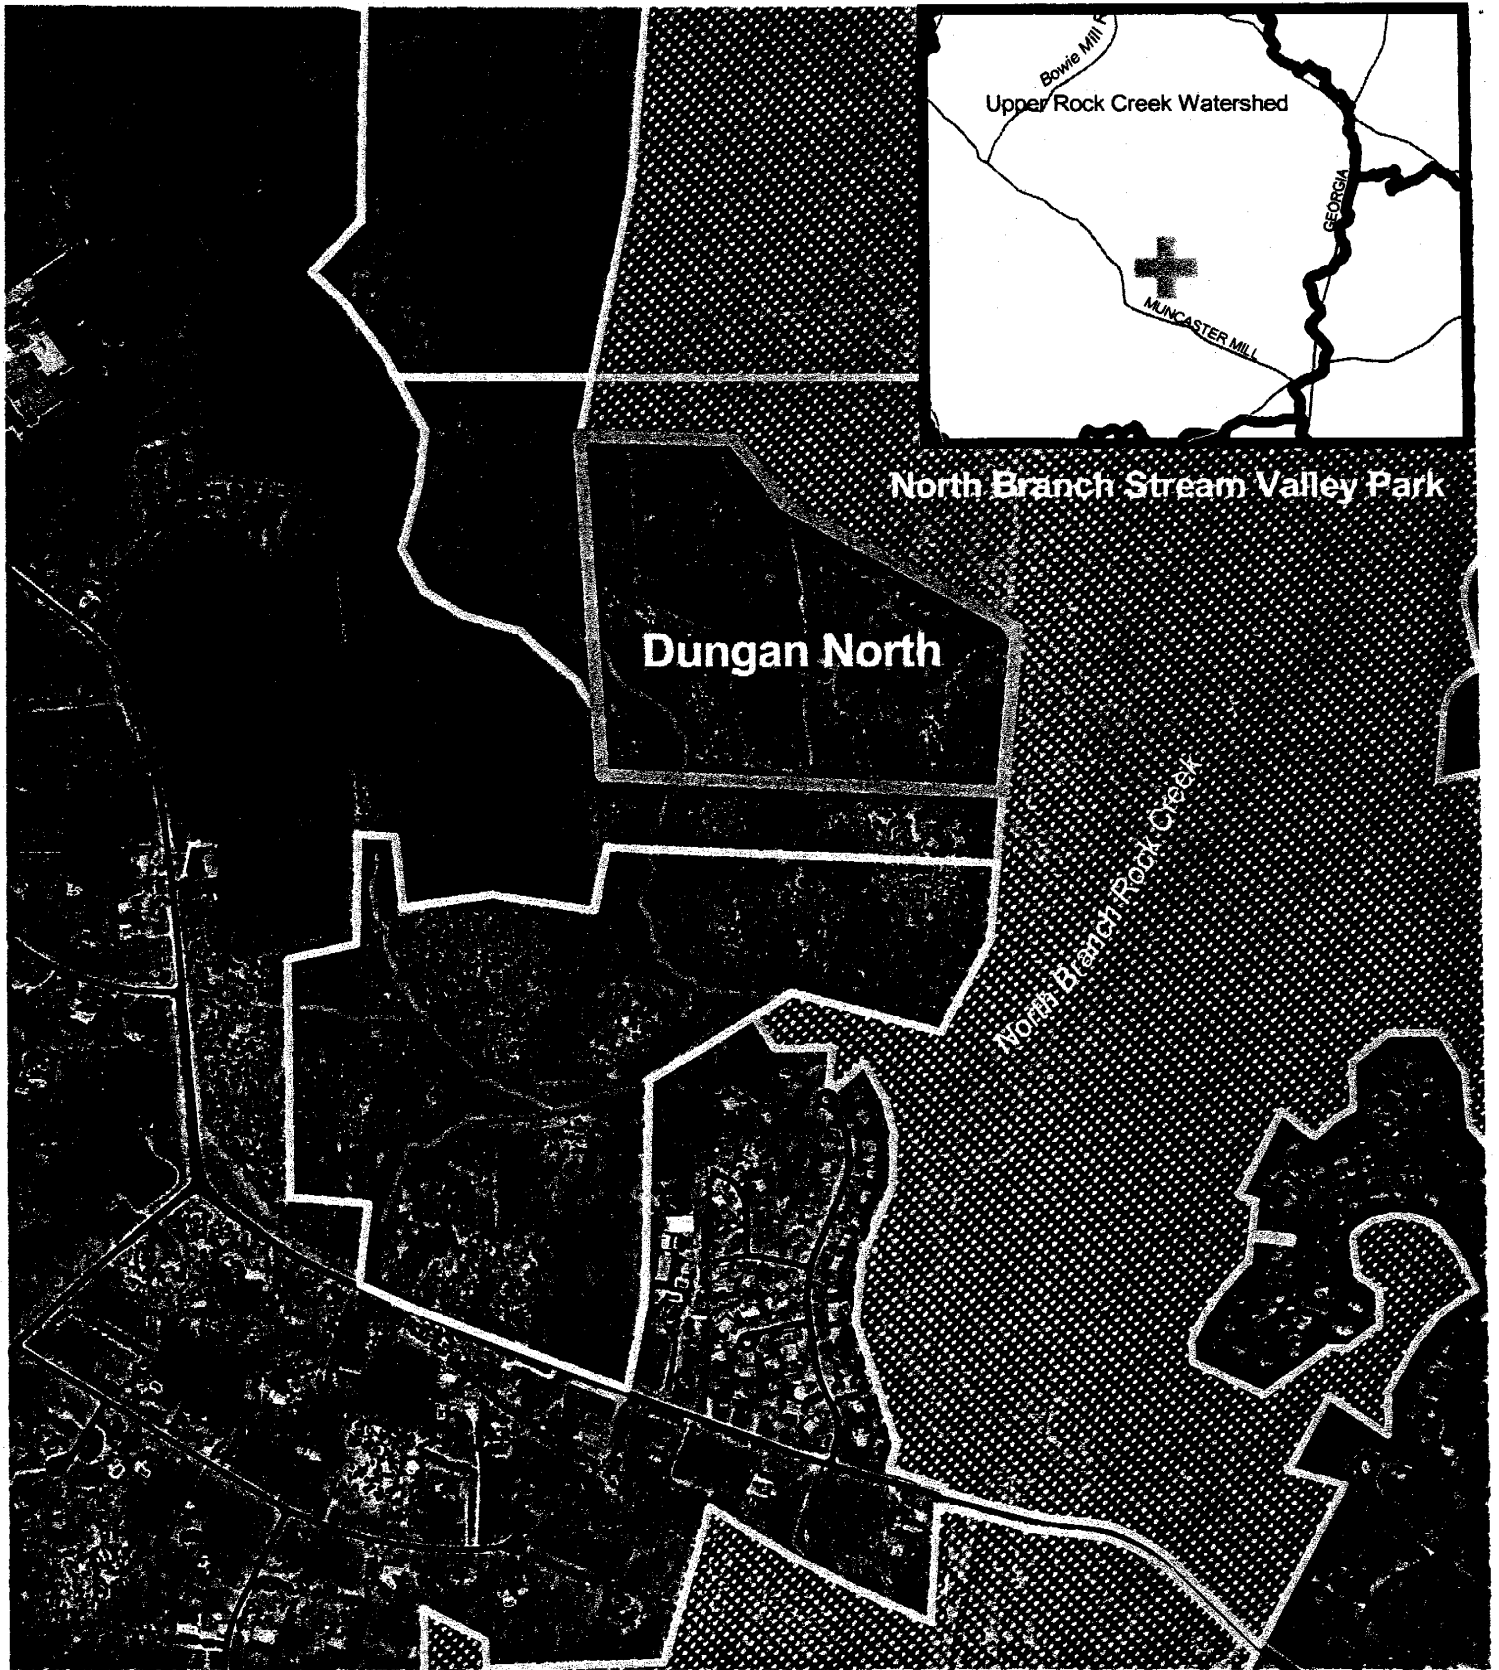 Bowie Mill R
Upper Rock Creek Watershed
GEORGIA
MUNCASTER MILL
North Branch Stream Valley Park
Dungan North
North Branch Rock Creek